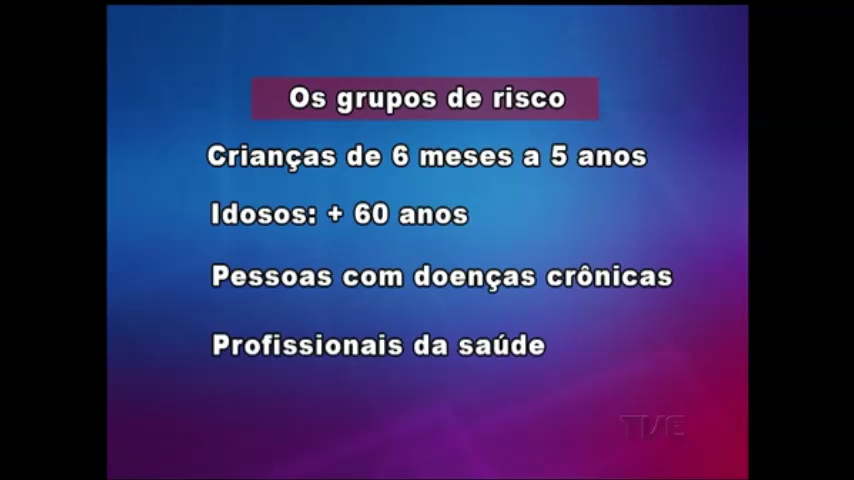 Os grupos de risco
Crianças de 6 meses a 5 anos
Idosos: + 60 anos
Pessoas com doenças crônicas
Profissionais da saúde
TVE